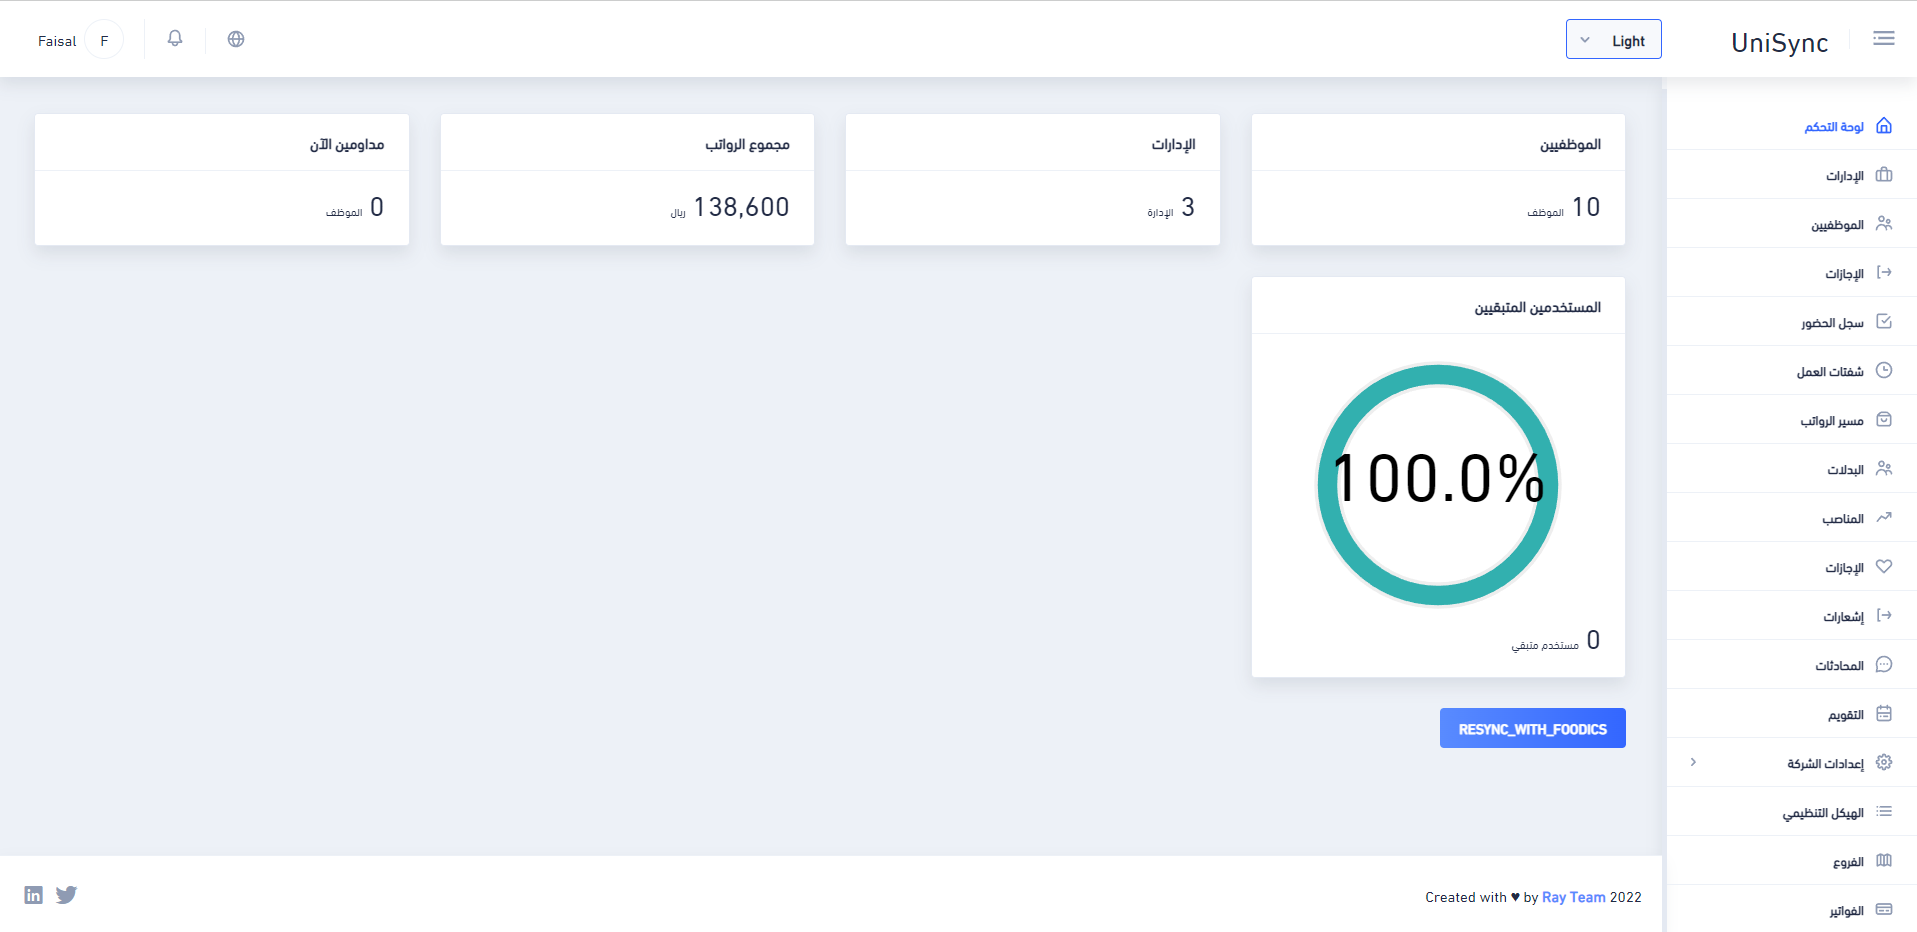 UniSync
Light
Faisal
F
لوحة التحكم
الإدارات
الموظفيين
الإجازات
سجل الحضور
شفتات العمل
مسير الرواتب
البدلات
المناصب
الإجازات
إشعارات
المحادثات
التقويم
إعدادات الشركة
الهيكل التنظيمي
الفروع
الفواتير
الموظفيين
10 الموظف
الإدارات
3 الإدارة
مجموع الرواتب
138,600 ريال
مداومين الآن
0 الموظف
المستخدمين المتبقيين
100.0%
0 مستخدم متبقي
RESYNC_WITH_FOODICS
Created with ♥ by Ray Team 2022